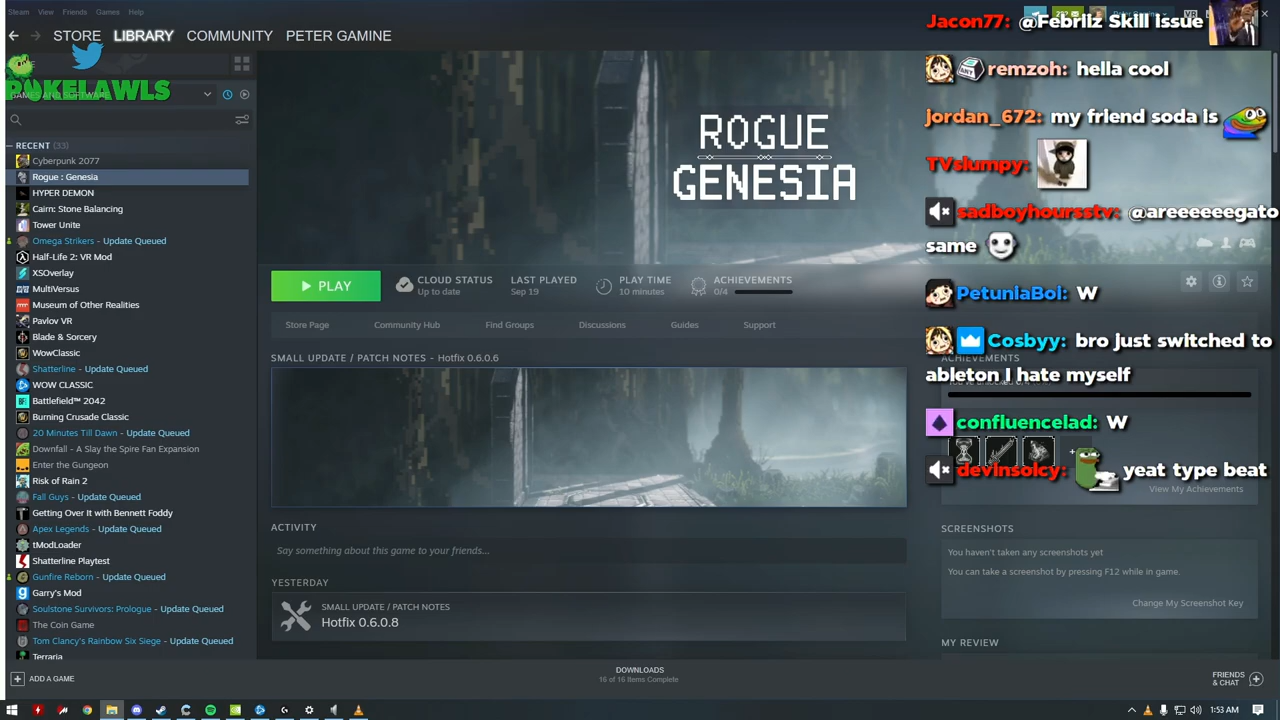 Steam View Friends Games Help
STORE LIBRARY COMMUNITY PETER GAMINE
POKELAWLS
RECENT (33)
Cyberpunk 2077
Rogue : Genesia
HYPER DEMON
Cairn: Stone Balancing
Tower Unite
Omega Strikers - Update Queued
Half-Life 2: VR Mod
XSOverlay
MultiVersus
Museum of Other Realities
Pavlov VR
Blade & Sorcery
WowClassic
Shatterline - Update Queued
WOW CLASSIC
Battlefield™ 2042
Burning Crusade Classic
20 Minutes Till Dawn - Update Queued
Downfall - A Slay the Spire Fan Expansion
Enter the Gungeon
Risk of Rain 2
Fall Guys - Update Queued
Getting Over It with Bennett Foddy
Apex Legends - Update Queued
tModLoader
Shatterline Playtest
Gunfire Reborn - Update Queued
Garry's Mod
Soulstone Survivors: Prologue - Update Queued
The Coin Game
Tom Clancy's Rainbow Six Siege - Update Queued
Terraria
ROGUE
GENESIA
PLAY
CLOUD STATUS
Up to date
LAST PLAYED
Sep 19
PLAY TIME
10 minutes
ACHIEVEMENTS
0/4
Store Page Community Hub Find Groups Discussions Guides Support
SMALL UPDATE / PATCH NOTES - Hotfix 0.6.0.6
ACTIVITY
Say something about this game to your friends...
YESTERDAY
SMALL UPDATE / PATCH NOTES
Hotfix 0.6.0.8
Jacon77: @Febrliz Skill issue
remzoh: hella cool
jordan_672: my friend soda is
TVslumpy:
sadboyhoursstv: @areeeeeegato
same
PetuniaBoi: W
Cosbyy: bro just switched to
ableton I hate myself
confluencelad: W
devinsolcy: yeat type beat
ACHIEVEMENTS
View My Achievements
SCREENSHOTS
You haven't taken any screenshots yet
You can take a screenshot by pressing F12 while in game.
Change My Screenshot Key
MY REVIEW
ADD A GAME
DOWNLOADS
16 of 16 Items Complete
FRIENDS
& CHAT
1:53 AM